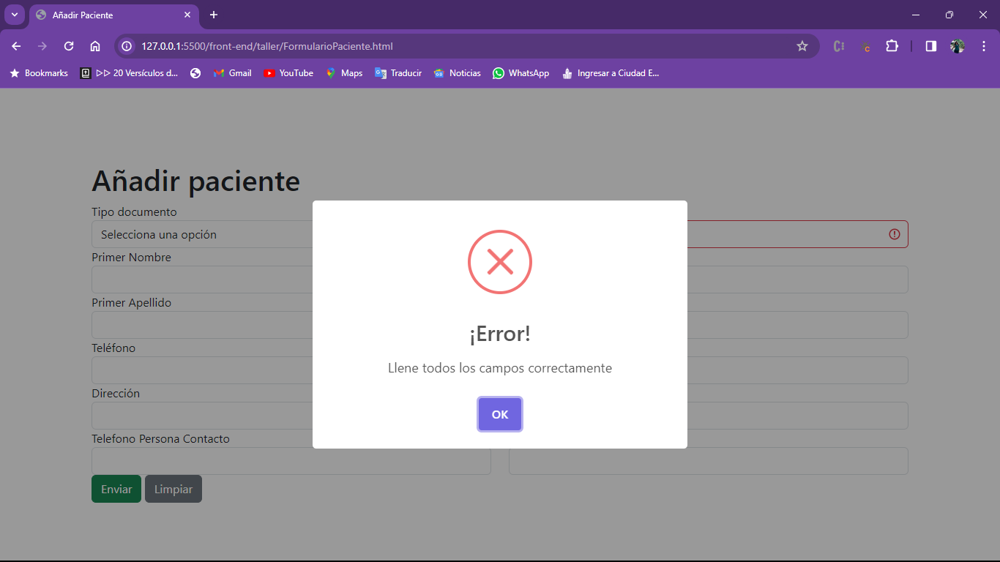 Añadir Paciente
127.0.0.1:5500/front-end/taller/FormularioPaciente.html
Bookmarks ▷▷ 20 Versículos d... Gmail YouTube Maps Traducir Noticias WhatsApp Ingresar a Ciudad E...
Añadir paciente
Tipo documento
Selecciona una opción
Primer Nombre
Primer Apellido
Teléfono
Dirección
Telefono Persona Contacto
Enviar Limpiar
¡Error!
Llene todos los campos correctamente
OK